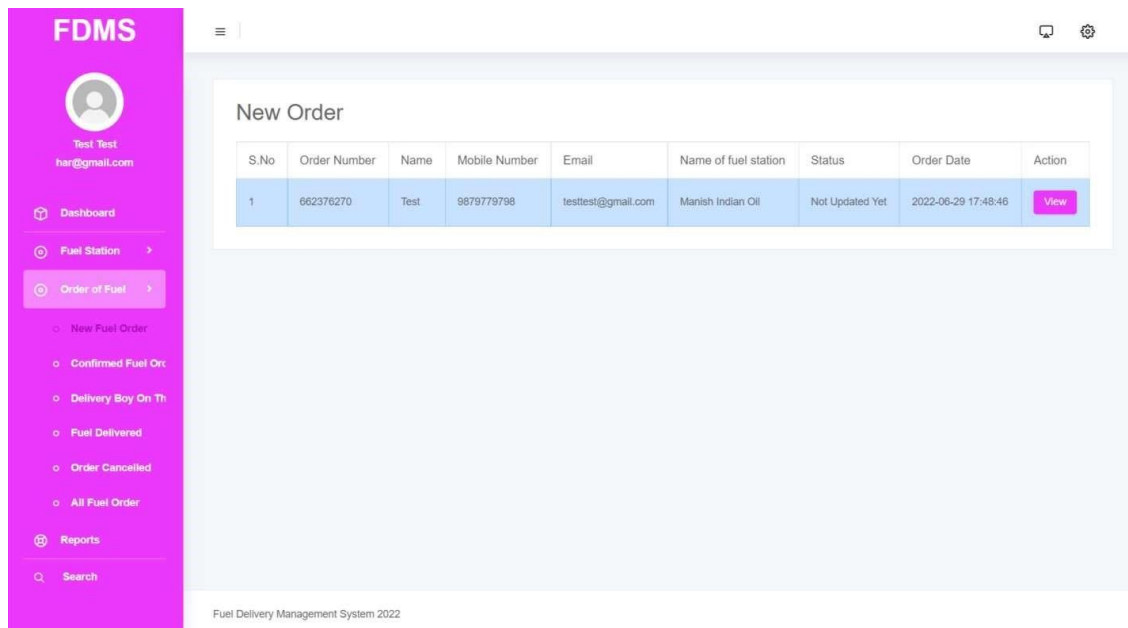 FDMS
Test Test
har@gmail.com
Dashboard
Fuel Station
Order of Fuel
New Fuel Order
Confirmed Fuel Orc
Delivery Boy On Th
Fuel Delivered
Order Cancelled
All Fuel Order
Reports
Search
New Order
S.No Order Number Name Mobile Number Email Name of fuel station Status Order Date Action
1 662376270 Test 9879779798 testtest@gmail.com Manish Indian Oil Not Updated Yet 2022-06-29 17:48:46 View
Fuel Delivery Management System 2022